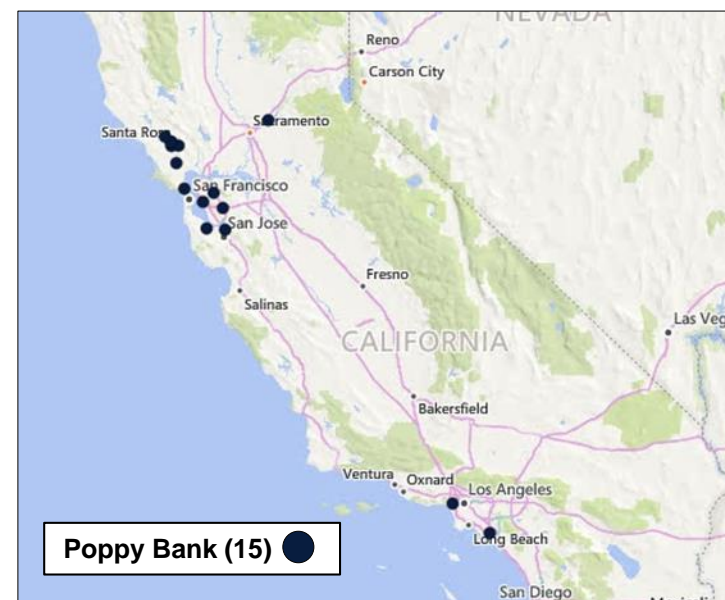 NEVADA
Reno
Carson City
Sacramento
Santa Rosa
San Francisco
San Jose
Fresno
Salinas
Las Veg
CALIFORNIA
Bakersfield
Ventura
Oxnard
Los Angeles
Long Beach
Poppy Bank (15)
San Diego